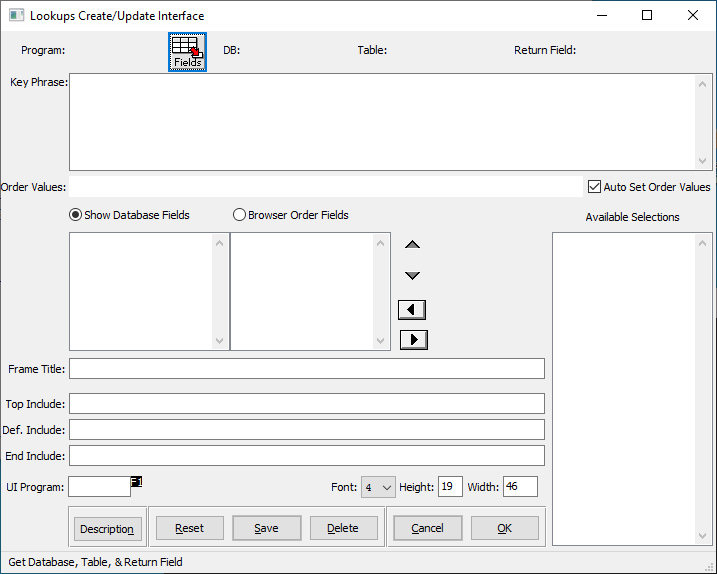 Lookups Create/Update Interface
Program: Fields DB: Table: Return Field:
Key Phrase:
Order Values: Auto Set Order Values
Show Database Fields Browser Order Fields Available Selections
Frame Title:
Top Include:
Def. Include:
End Include:
UI Program: F1 Font: 4 Height: 19 Width: 46
Description Reset Save Delete Cancel OK
Get Database, Table, & Return Field